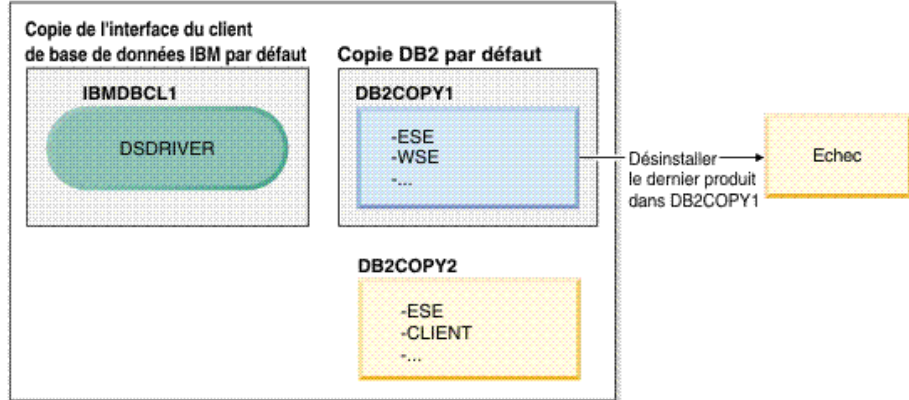 Copie de l'interface du client
de base de données IBM par défaut
IBMDBCL1
DSDRIVER
Copie DB2 par défaut
DB2COPY1
-ESE
-WSE
-...
Désinstaller
le dernier produit
dans DB2COPY1
Echec
DB2COPY2
-ESE
-CLIENT
-...